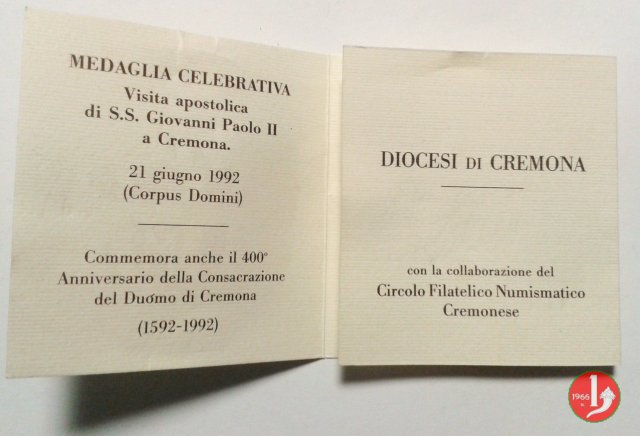 MEDAGLIA CELEBRATIVA
Visita apostolica
di S.S. Giovanni Paolo II
a Cremona.
21 giugno 1992
(Corpus Domini)
Commemora anche il 400°
Anniversario della Consacrazione
del Duomo di Cremona
(1592-1992)
DIOCESI DI CREMONA
con la collaborazione del
Circolo Filatelico Numismatico
Cremonese
1966